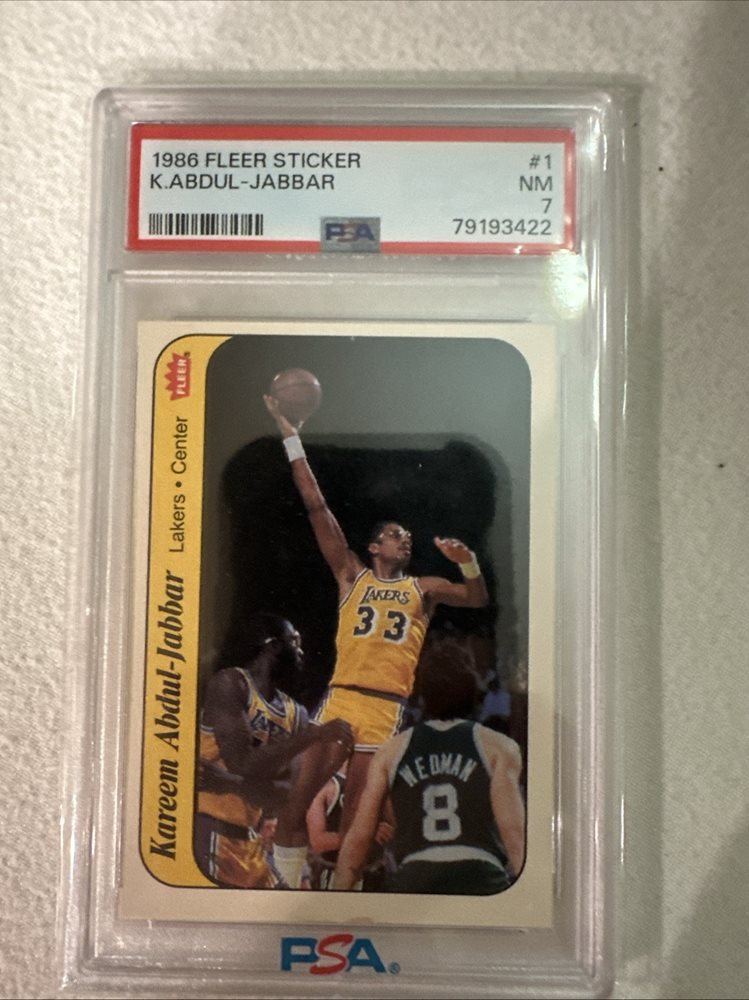 1986 FLEER STICKER #1
K.ABDUL-JABBAR NM
7
PSA 79193422
FLEER
Kareem Abdul-Jabbar Lakers • Center
LAKERS
33
WEDMAN
8
PSA